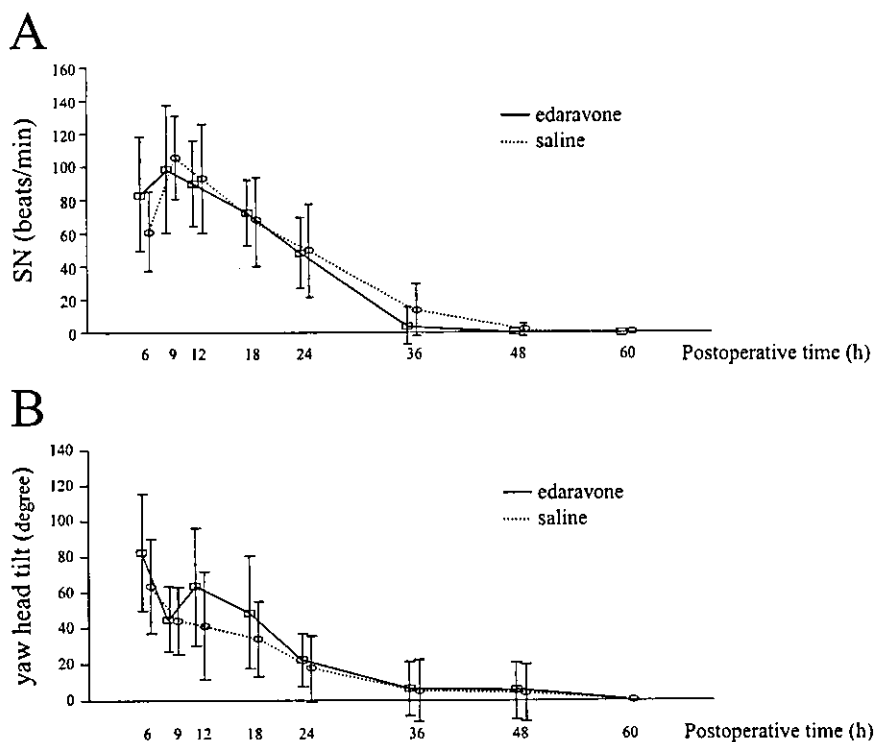 A
SN (beats/min)
160
140
120
100
80
60
40
20
0
edaravone
saline
6 9 12 18 24 36 48 60 Postoperative time (h)
B
yaw head tilt (degree)
140
120
100
80
60
40
20
0
edaravone
saline
6 9 12 18 24 36 48 60 Postoperative time (h)